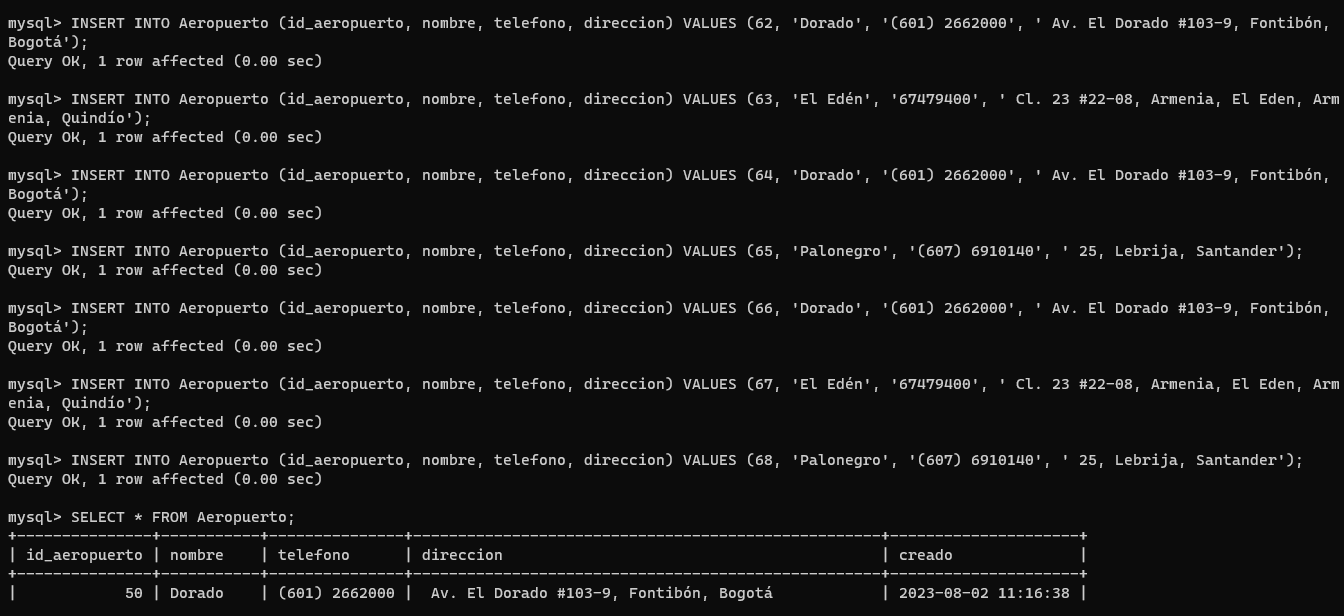 mysql> INSERT INTO Aeropuerto (id_aeropuerto, nombre, telefono, direccion) VALUES (62, 'Dorado', '(601) 2662000', ' Av. El Dorado #103-9, Fontibón,
Bogotá');
Query OK, 1 row affected (0.00 sec)
mysql> INSERT INTO Aeropuerto (id_aeropuerto, nombre, telefono, direccion) VALUES (63, 'El Edén', '67479400', ' Cl. 23 #22-08, Armenia, El Eden, Arm
enia, Quindío');
Query OK, 1 row affected (0.00 sec)
mysql> INSERT INTO Aeropuerto (id_aeropuerto, nombre, telefono, direccion) VALUES (64, 'Dorado', '(601) 2662000', ' Av. El Dorado #103-9, Fontibón,
Bogotá');
Query OK, 1 row affected (0.00 sec)
mysql> INSERT INTO Aeropuerto (id_aeropuerto, nombre, telefono, direccion) VALUES (65, 'Palonegro', '(607) 6910140', ' 25, Lebrija, Santander');
Query OK, 1 row affected (0.00 sec)
mysql> INSERT INTO Aeropuerto (id_aeropuerto, nombre, telefono, direccion) VALUES (66, 'Dorado', '(601) 2662000', ' Av. El Dorado #103-9, Fontibón,
Bogotá');
Query OK, 1 row affected (0.00 sec)
mysql> INSERT INTO Aeropuerto (id_aeropuerto, nombre, telefono, direccion) VALUES (67, 'El Edén', '67479400', ' Cl. 23 #22-08, Armenia, El Eden, Arm
enia, Quindío');
Query OK, 1 row affected (0.00 sec)
mysql> INSERT INTO Aeropuerto (id_aeropuerto, nombre, telefono, direccion) VALUES (68, 'Palonegro', '(607) 6910140', ' 25, Lebrija, Santander');
Query OK, 1 row affected (0.00 sec)
mysql> SELECT * FROM Aeropuerto;
+---------------+-----------+---------------+----------------------------------------------------+---------------------+
| id_aeropuerto | nombre    | telefono      | direccion                                          | creado              |
+---------------+-----------+---------------+----------------------------------------------------+---------------------+
|            50 | Dorado    | (601) 2662000 |  Av. El Dorado #103-9, Fontibón, Bogotá            | 2023-08-02 11:16:38 |